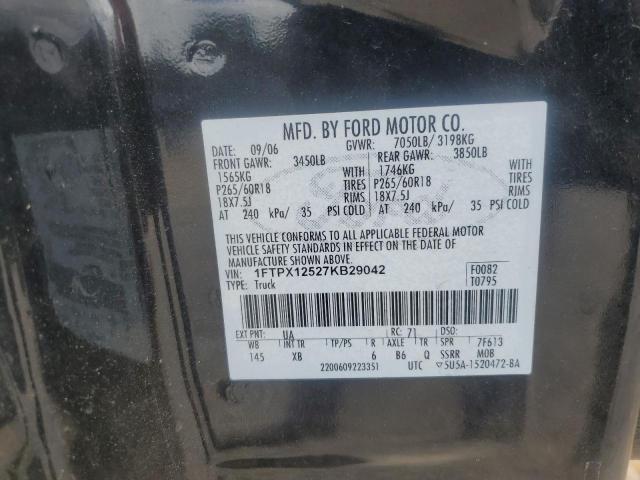 MFD. BY FORD MOTOR CO.
DATE: 09/06 GVWR: 7050LB/ 3198KG
FRONT GAWR: 3450LB REAR GAWR: 3850LB
1565KG WITH 1746KG WITH
P265/60R18 TIRES P265/60R18 TIRES
18X7.5J RIMS 18X7.5J RIMS
AT 240 kPa/ 35 PSI COLD AT 240 kPa/ 35 PSI COLD
THIS VEHICLE CONFORMS TO ALL APPLICABLE FEDERAL MOTOR
VEHICLE SAFETY STANDARDS IN EFFECT ON THE DATE OF
MANUFACTURE SHOWN ABOVE.
VIN: 1FTPX12527KB29042 F0082
TYPE: Truck T0795
EXT PNT: UA RC: 71 DSO:
WB INT TR TP/PS R AXLE TR SPR 7F613
145 XB 6 B6 Q SSRR MOB
2200609223351 UTC ▽5U5A-1520472-BA